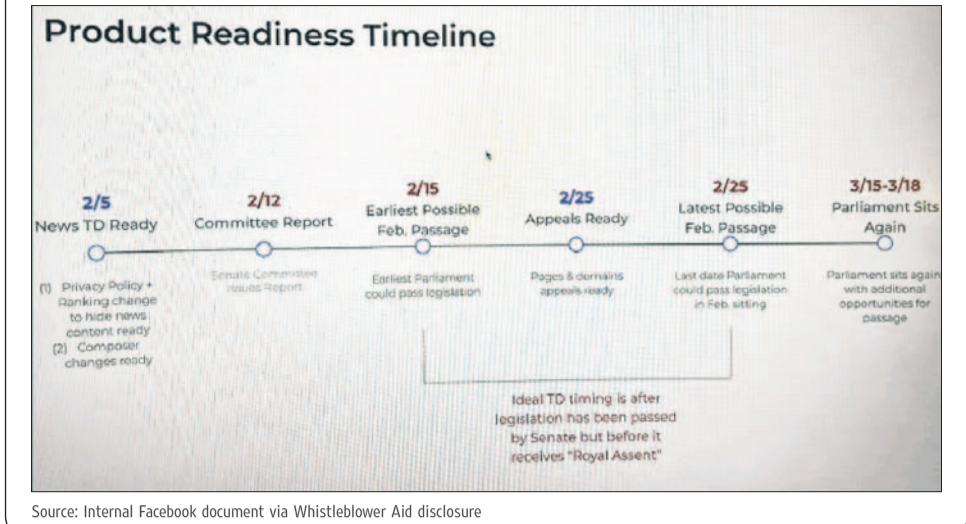 Product Readiness Timeline
2/5
News TD Ready
(1) Privacy Policy +
Ranking change
to hide news
content ready
(2) Composer
changes ready
2/12
Committee Report
Senate Committee
Issues Report
2/15
Earliest Possible
Feb. Passage
Earliest Parliament
could pass legislation
2/25
Appeals Ready
Pages & domains
appeals ready
2/25
Latest Possible
Feb. Passage
Last date Parliament
could pass legislation
in Feb. sitting
3/15-3/18
Parliament Sits
Again
Parliament sits again
with additional
opportunities for
passage
Ideal TD timing is after
legislation has been passed
by Senate but before it
receives "Royal Assent"
Source: Internal Facebook document via Whistleblower Aid disclosure